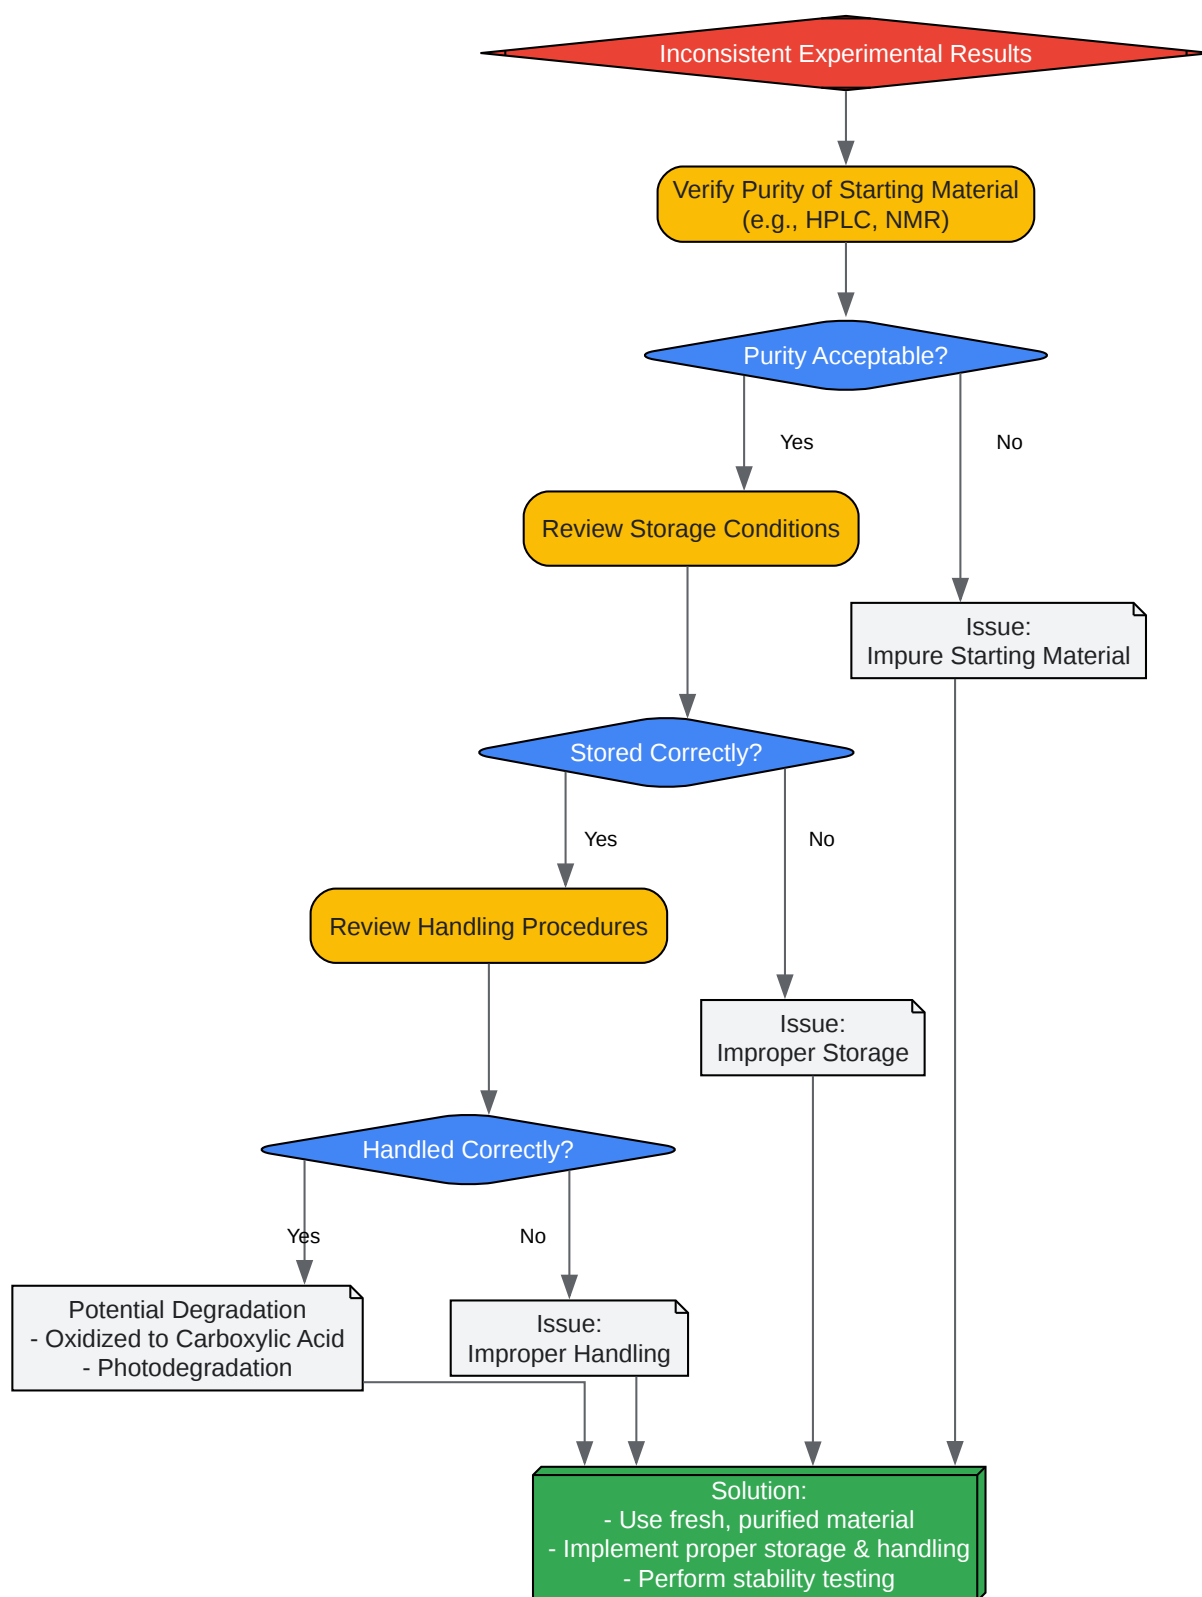 Inconsistent Experimental Results
Verify Purity of Starting Material
(e.g., HPLC, NMR)
Purity Acceptable?
Yes
No
Review Storage Conditions
Issue:
Impure Starting Material
Stored Correctly?
Yes
No
Review Handling Procedures
Issue:
Improper Storage
Handled Correctly?
Yes
No
Potential Degradation
- Oxidized to Carboxylic Acid
- Photodegradation
Issue:
Improper Handling
Solution:
- Use fresh, purified material
- Implement proper storage & handling
- Perform stability testing